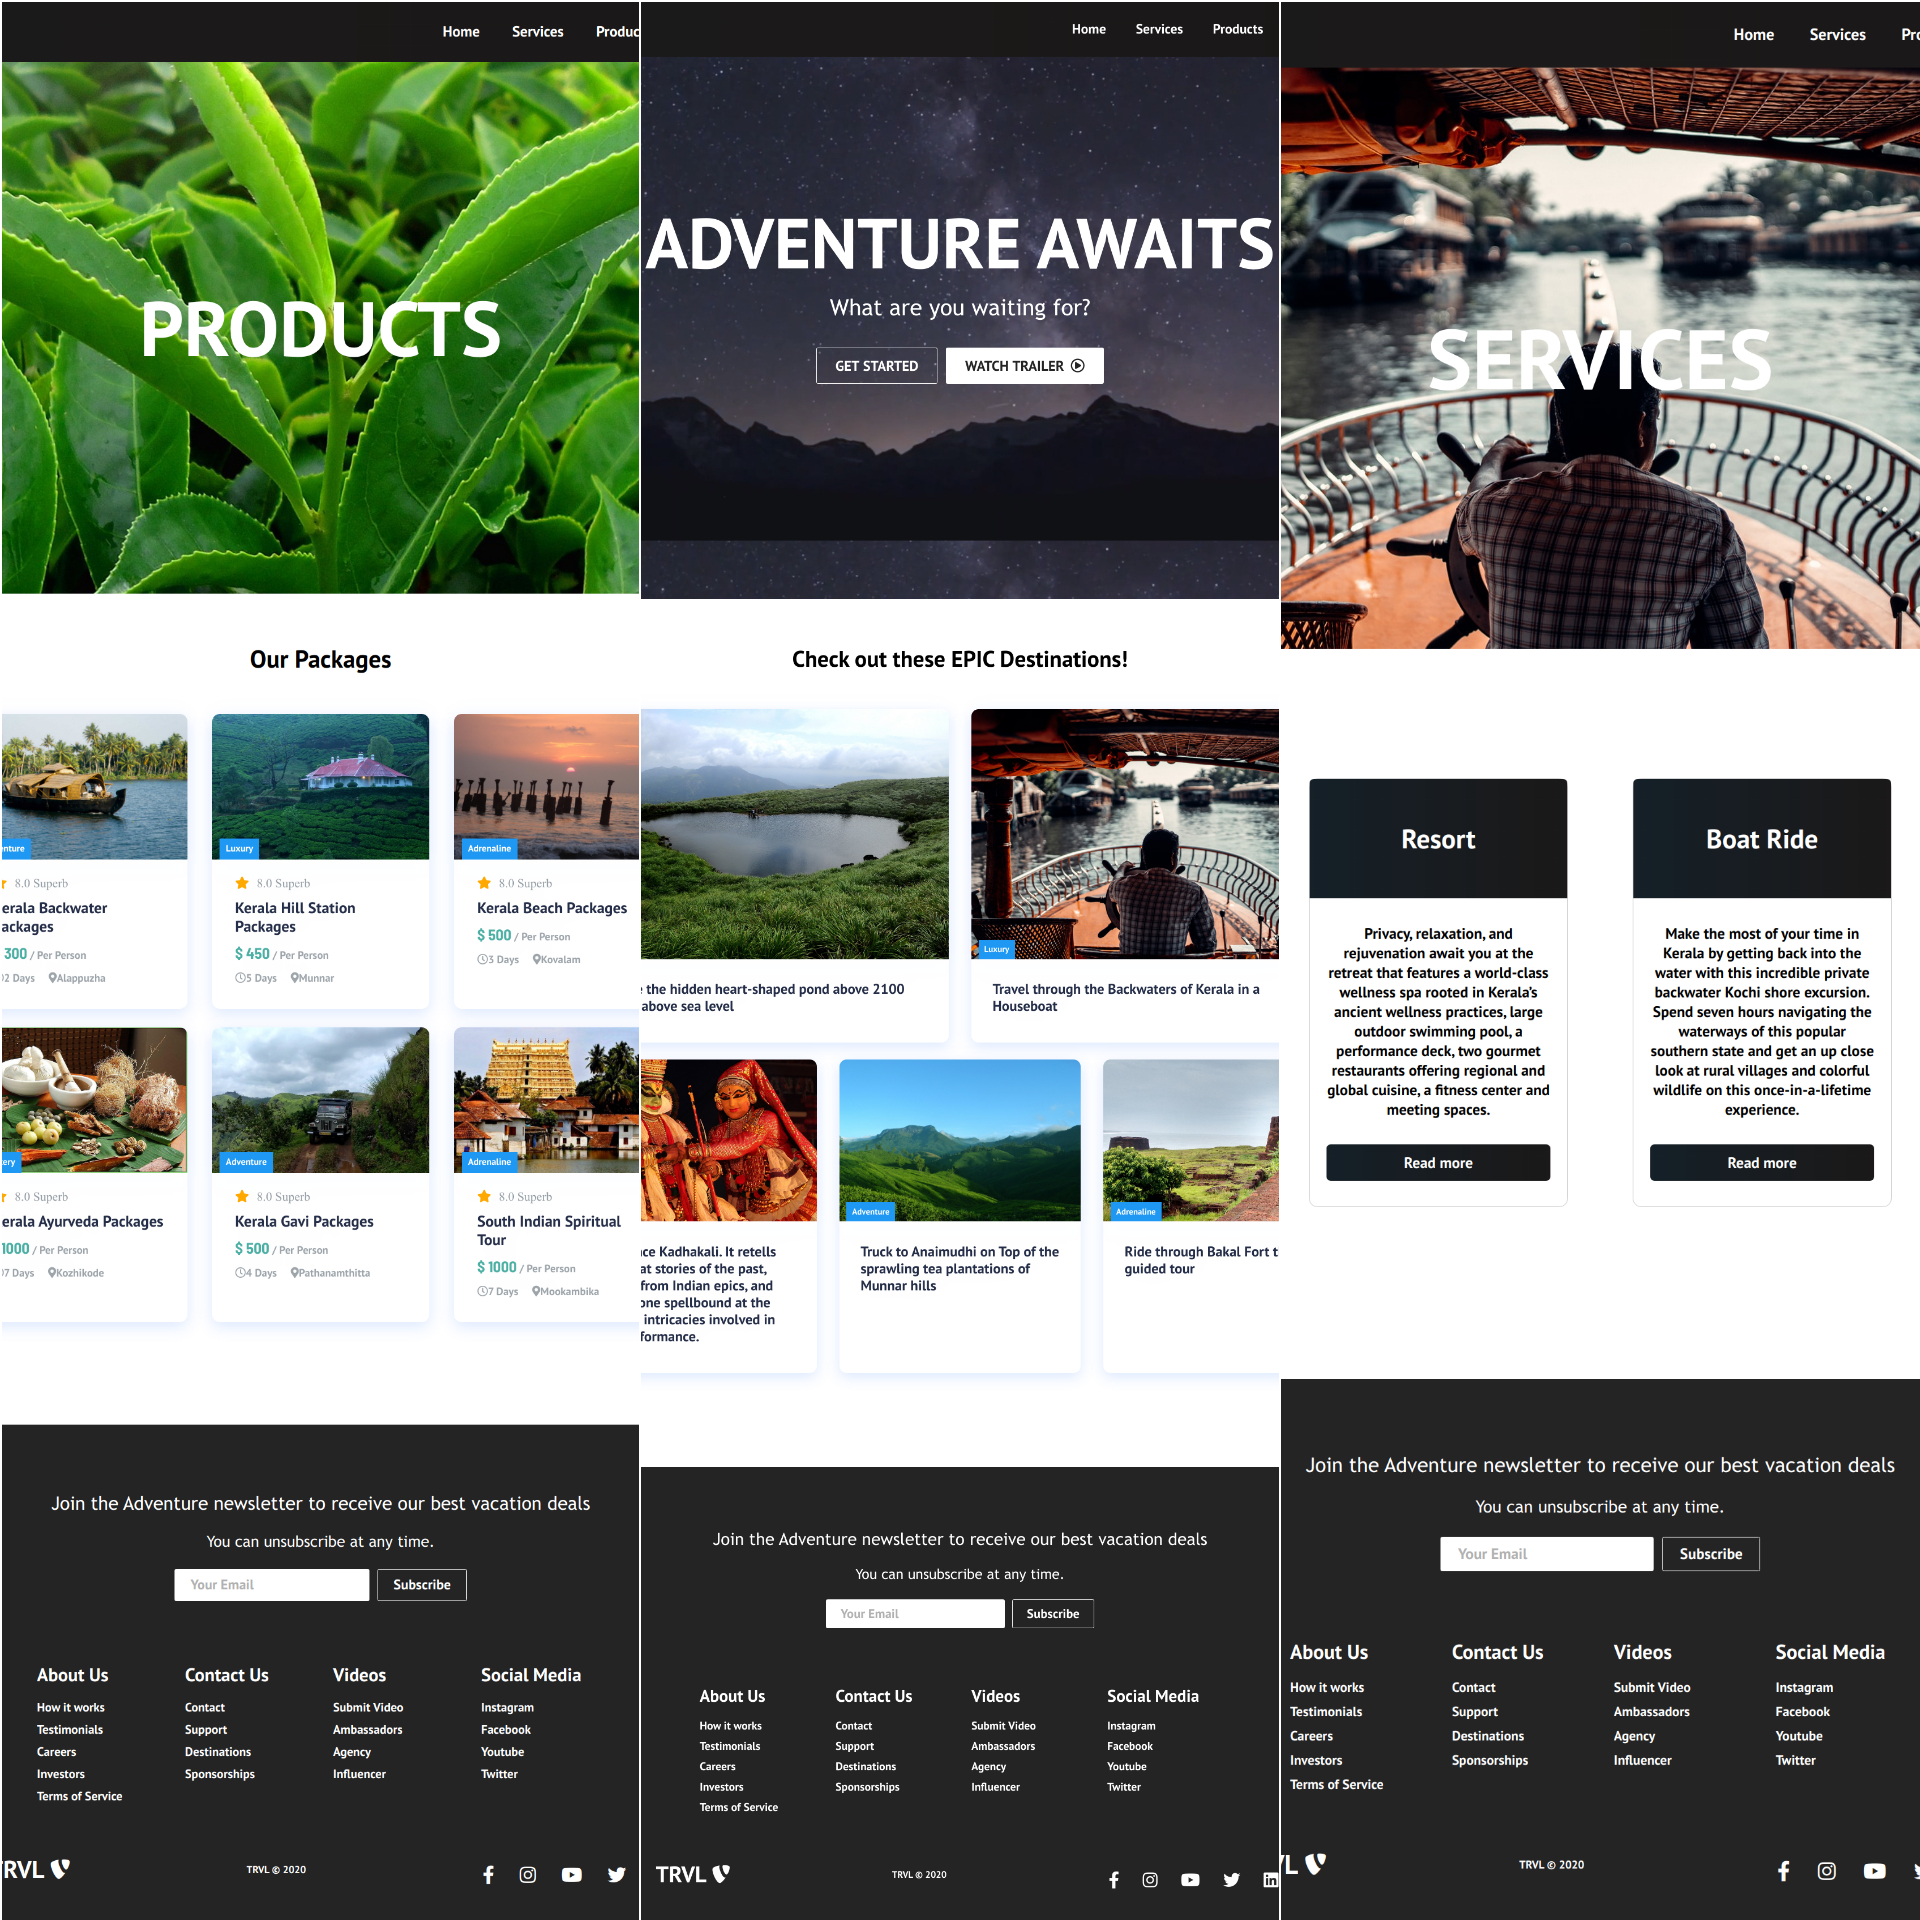 Home Services Produc
PRODUCTS
Our Packages
enture
Luxury
Adrenaline
8.0 Superb
8.0 Superb
8.0 Superb
erala Backwater
ackages
Kerala Hill Station
Packages
Kerala Beach Packages
300 / Per Person
$ 450 / Per Person
$ 500 / Per Person
2 Days Alappuzha
5 Days Munnar
3 Days Kovalam
ery
Adventure
Adrenaline
8.0 Superb
8.0 Superb
8.0 Superb
erala Ayurveda Packages
Kerala Gavi Packages
South Indian Spiritual
Tour
1000 / Per Person
$ 500 / Per Person
$ 1000 / Per Person
7 Days Kozhikode
4 Days Pathanamthitta
7 Days Mookambika
Join the Adventure newsletter to receive our best vacation deals
You can unsubscribe at any time.
Your Email Subscribe
About Us Contact Us Videos Social Media
How it works Contact Submit Video Instagram
Testimonials Support Ambassadors Facebook
Careers Destinations Agency Youtube
Investors Sponsorships Influencer Twitter
Terms of Service
TRVL TRVL © 2020
Home Services Products
ADVENTURE AWAITS
What are you waiting for?
GET STARTED WATCH TRAILER
Check out these EPIC Destinations!
Luxury
the hidden heart-shaped pond above 2100
above sea level
Travel through the Backwaters of Kerala in a
Houseboat
Adventure
Adrenaline
ce Kadhakali. It retells
at stories of the past,
from Indian epics, and
one spellbound at the
intricacies involved in
formance.
Truck to Anaimudhi on Top of the
sprawling tea plantations of
Munnar hills
Ride through Bakal Fort t
guided tour
Join the Adventure newsletter to receive our best vacation deals
You can unsubscribe at any time.
Your Email Subscribe
About Us Contact Us Videos Social Media
How it works Contact Submit Video Instagram
Testimonials Support Ambassadors Facebook
Careers Destinations Agency Youtube
Investors Sponsorships Influencer Twitter
Terms of Service
TRVL TRVL © 2020
Home Services Pro
SERVICES
Resort
Privacy, relaxation, and
rejuvenation await you at the
retreat that features a world-class
wellness spa rooted in Kerala’s
ancient wellness practices, large
outdoor swimming pool, a
performance deck, two gourmet
restaurants offering regional and
global cuisine, a fitness center and
meeting spaces.
Read more
Boat Ride
Make the most of your time in
Kerala by getting back into the
water with this incredible private
backwater Kochi shore excursion.
Spend seven hours navigating the
waterways of this popular
southern state and get an up close
look at rural villages and colorful
wildlife on this once-in-a-lifetime
experience.
Read more
Join the Adventure newsletter to receive our best vacation deals
You can unsubscribe at any time.
Your Email Subscribe
About Us Contact Us Videos Social Media
How it works Contact Submit Video Instagram
Testimonials Support Ambassadors Facebook
Careers Destinations Agency Youtube
Investors Sponsorships Influencer Twitter
Terms of Service
VL TRVL © 2020